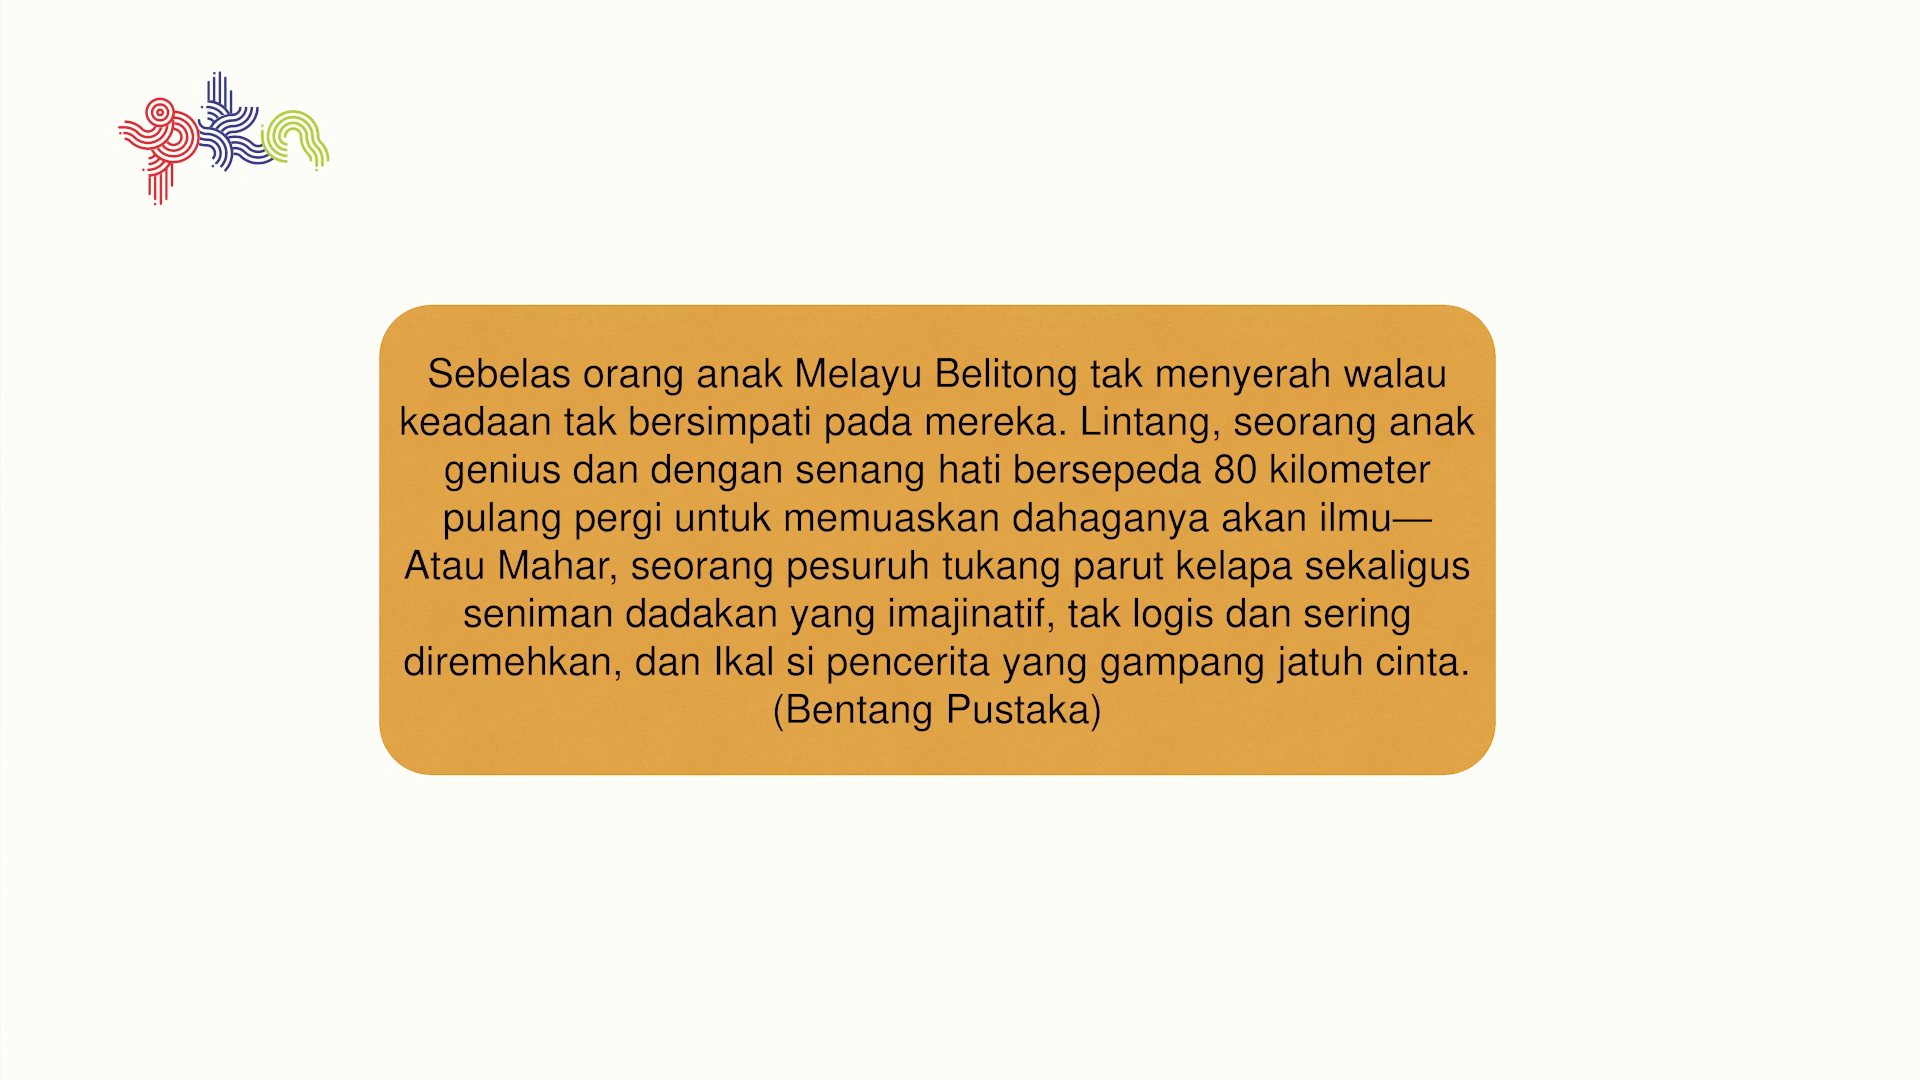 pkn
Sebelas orang anak Melayu Belitong tak menyerah walau
keadaan tak bersimpati pada mereka. Lintang, seorang anak
genius dan dengan senang hati bersepeda 80 kilometer
pulang pergi untuk memuaskan dahaganya akan ilmu—
Atau Mahar, seorang pesuruh tukang parut kelapa sekaligus
seniman dadakan yang imajinatif, tak logis dan sering
diremehkan, dan Ikal si pencerita yang gampang jatuh cinta.
(Bentang Pustaka)